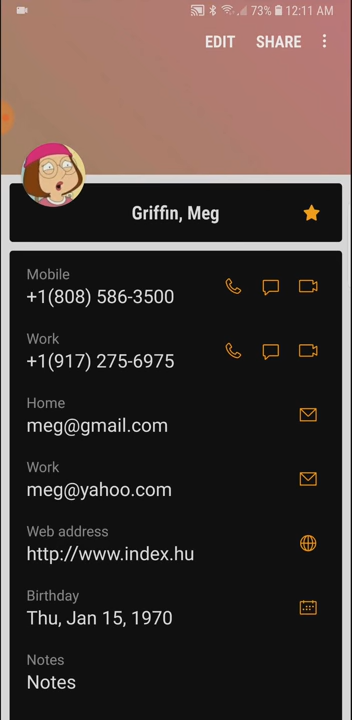 73% 12:11 AM
EDIT SHARE
Griffin, Meg
Mobile
+1(808) 586-3500
Work
+1(917) 275-6975
Home
meg@gmail.com
Work
meg@yahoo.com
Web address
http://www.index.hu
Birthday
Thu, Jan 15, 1970
Notes
Notes